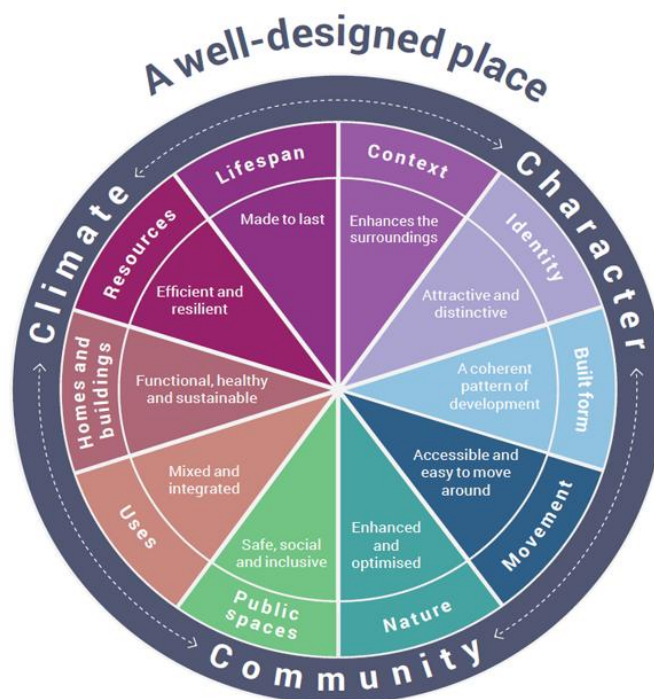 A well-designed place
Climate
Character
Community
Context
Enhances the
surroundings
Identity
Attractive and
distinctive
Built form
A coherent
pattern of
development
Movement
Accessible and
easy to move
around
Nature
Enhanced
and
optimised
Public
spaces
Safe, social
and inclusive
Uses
Mixed and
integrated
Homes and
buildings
Functional, healthy
and sustainable
Resources
Efficient and
resilient
Lifespan
Made to last